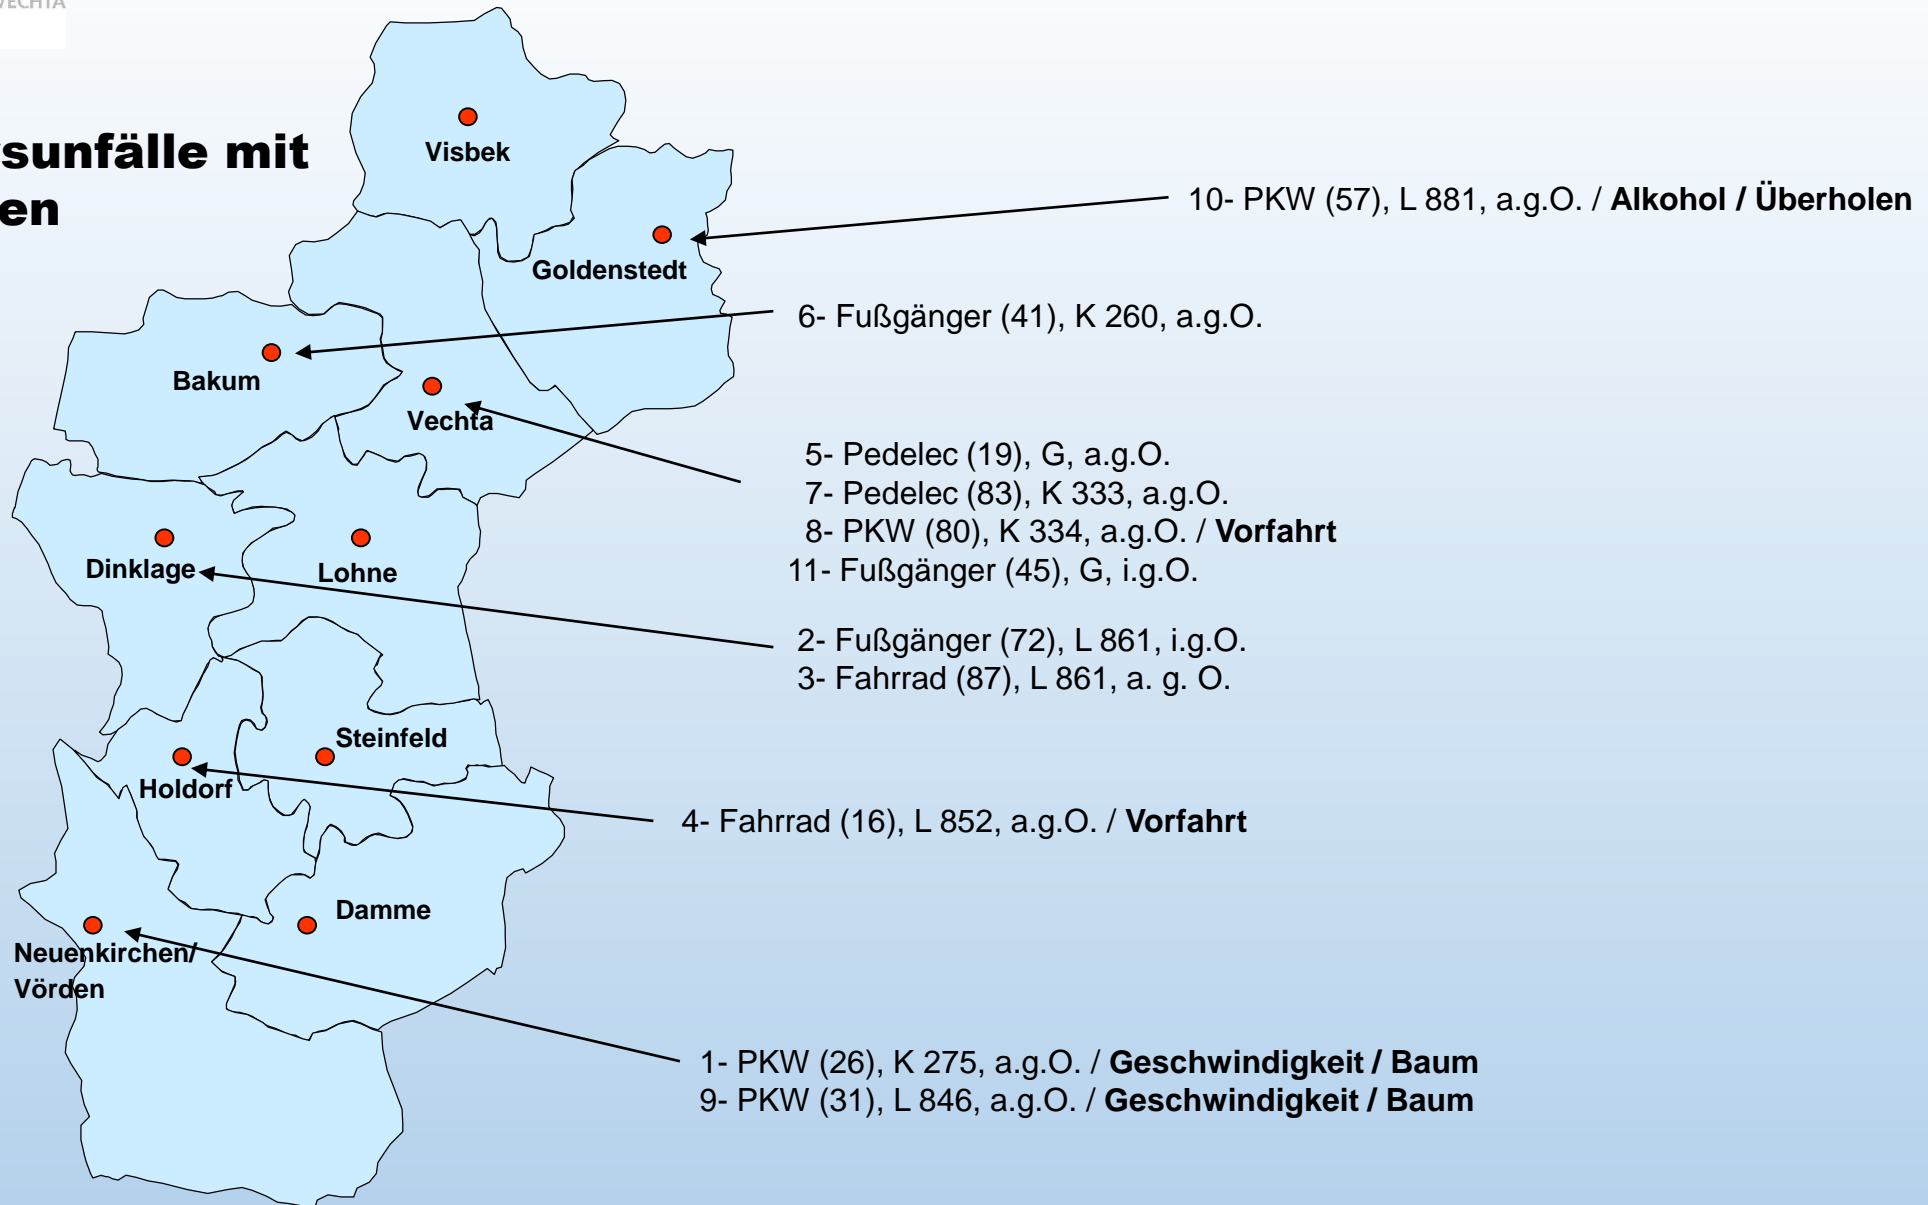 VECHTA
sunfälle mit
en
Visbek
Goldenstedt
10- PKW (57), L 881, a.g.O. / Alkohol / Überholen
6- Fußgänger (41), K 260, a.g.O.
Bakum
Vechta
5- Pedelec (19), G, a.g.O.
7- Pedelec (83), K 333, a.g.O.
8- PKW (80), K 334, a.g.O. / Vorfahrt
11- Fußgänger (45), G, i.g.O.
Dinklage
Lohne
2- Fußgänger (72), L 861, i.g.O.
3- Fahrrad (87), L 861, a. g. O.
Steinfeld
Holdorf
4- Fahrrad (16), L 852, a.g.O. / Vorfahrt
Damme
Neuenkirchen/
Vörden
1- PKW (26), K 275, a.g.O. / Geschwindigkeit / Baum
9- PKW (31), L 846, a.g.O. / Geschwindigkeit / Baum